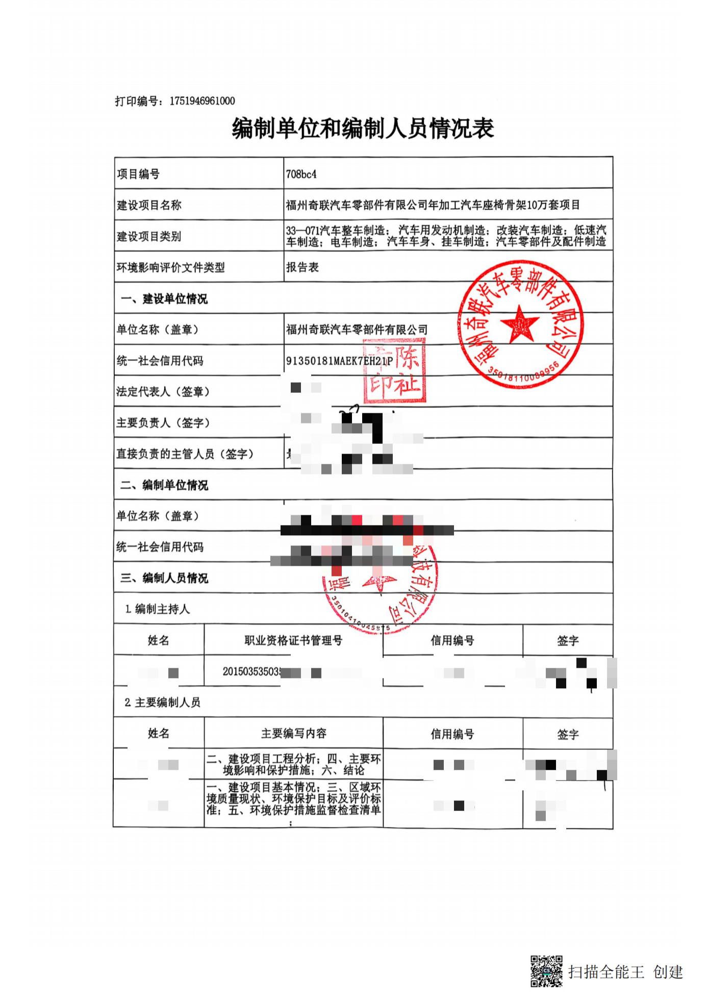 打印编号：1751946961000
编制单位和编制人员情况表
项目编号 708bc4
建设项目名称 福州奇联汽车零部件有限公司年加工汽车座椅骨架10万套项目
建设项目类别 33—071汽车整车制造；汽车用发动机制造；改装汽车制造；低速汽
车制造；电车制造；汽车车身、挂车制造；汽车零部件及配件制造
环境影响评价文件类型 报告表
一、建设单位情况
单位名称（盖章） 福州奇联汽车零部件有限公司
统一社会信用代码 91350181MAEK7EH21P
法定代表人（签章）
主要负责人（签字）
直接负责的主管人员（签字）
福州奇联汽车零部件有限公司
35018110089956
陈
印祉
二、编制单位情况
单位名称（盖章）
统一社会信用代码
三、编制人员情况
福
科技有限公司
1 编制主持人
姓名 职业资格证书管理号 信用编号 签字
20150353503
2 主要编制人员
姓名 主要编写内容 信用编号 签字
二、建设项目工程分析；四、主要环
境影响和保护措施；六、结论
一、建设项目基本情况；三、区域环
境质量现状、环境保护目标及评价标
准；五、环境保护措施监督检查清单
；
扫描全能王 创建